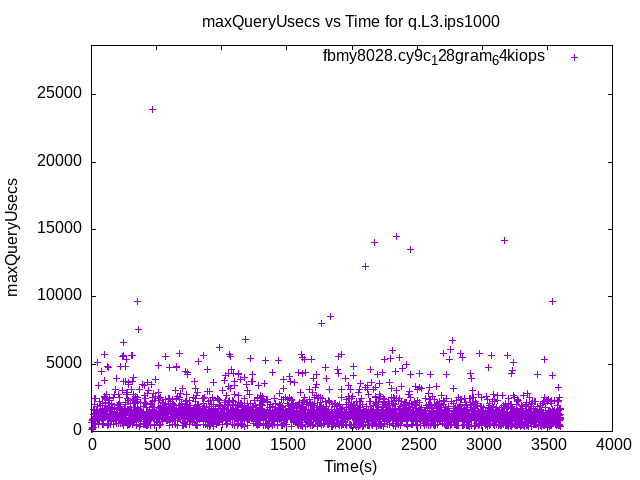 maxQueryUsecs vs Time for q.L3.ips1000
fbmy8028.cy9c128gram64kiops
25000
20000
15000
10000
5000
0
maxQueryUsecs
0 500 1000 1500 2000 2500 3000 3500 4000
Time(s)